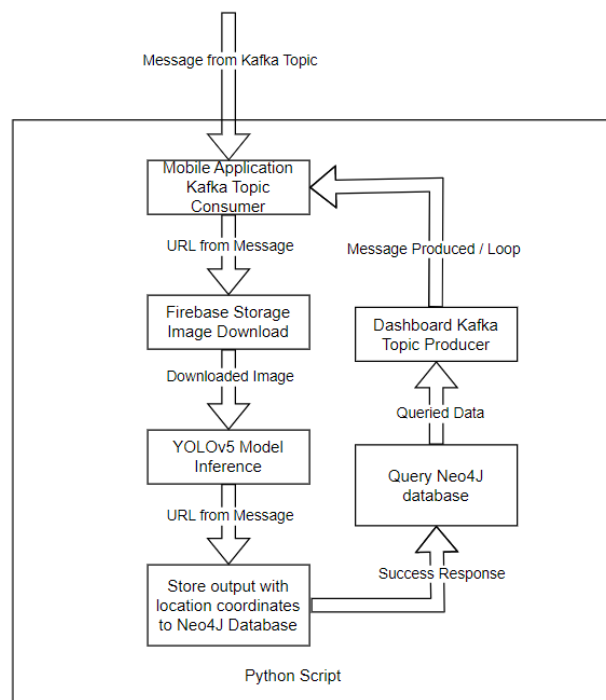 Message from Kafka Topic
Mobile Application
Kafka Topic
Consumer
URL from Message
Firebase Storage
Image Download
Downloaded Image
YOLOv5 Model
Inference
URL from Message
Store output with
location coordinates
to Neo4J Database
Success Response
Query Neo4J
database
Queried Data
Dashboard Kafka
Topic Producer
Message Produced / Loop
Python Script